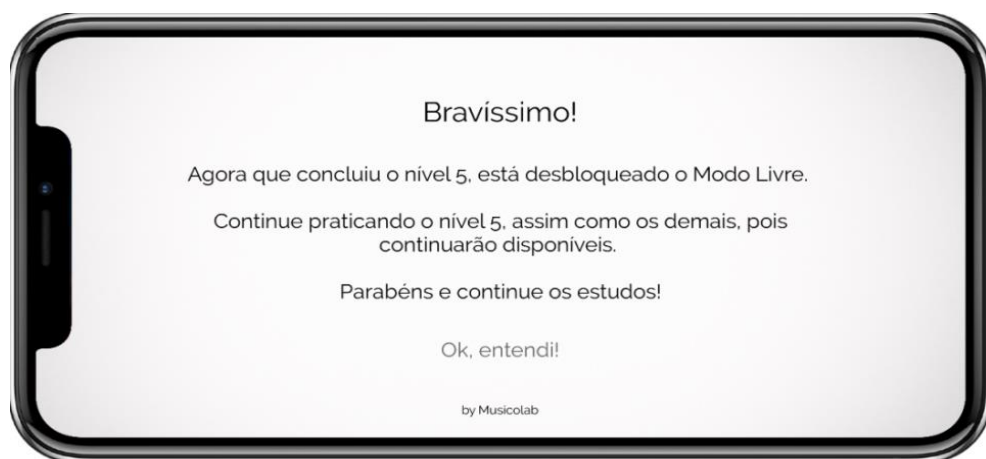 Bravíssimo!
Agora que concluiu o nível 5, está desbloqueado o Modo Livre.
Continue praticando o nível 5, assim como os demais, pois
continuarão disponíveis.
Parabéns e continue os estudos!
Ok, entendi!
by Musicolab